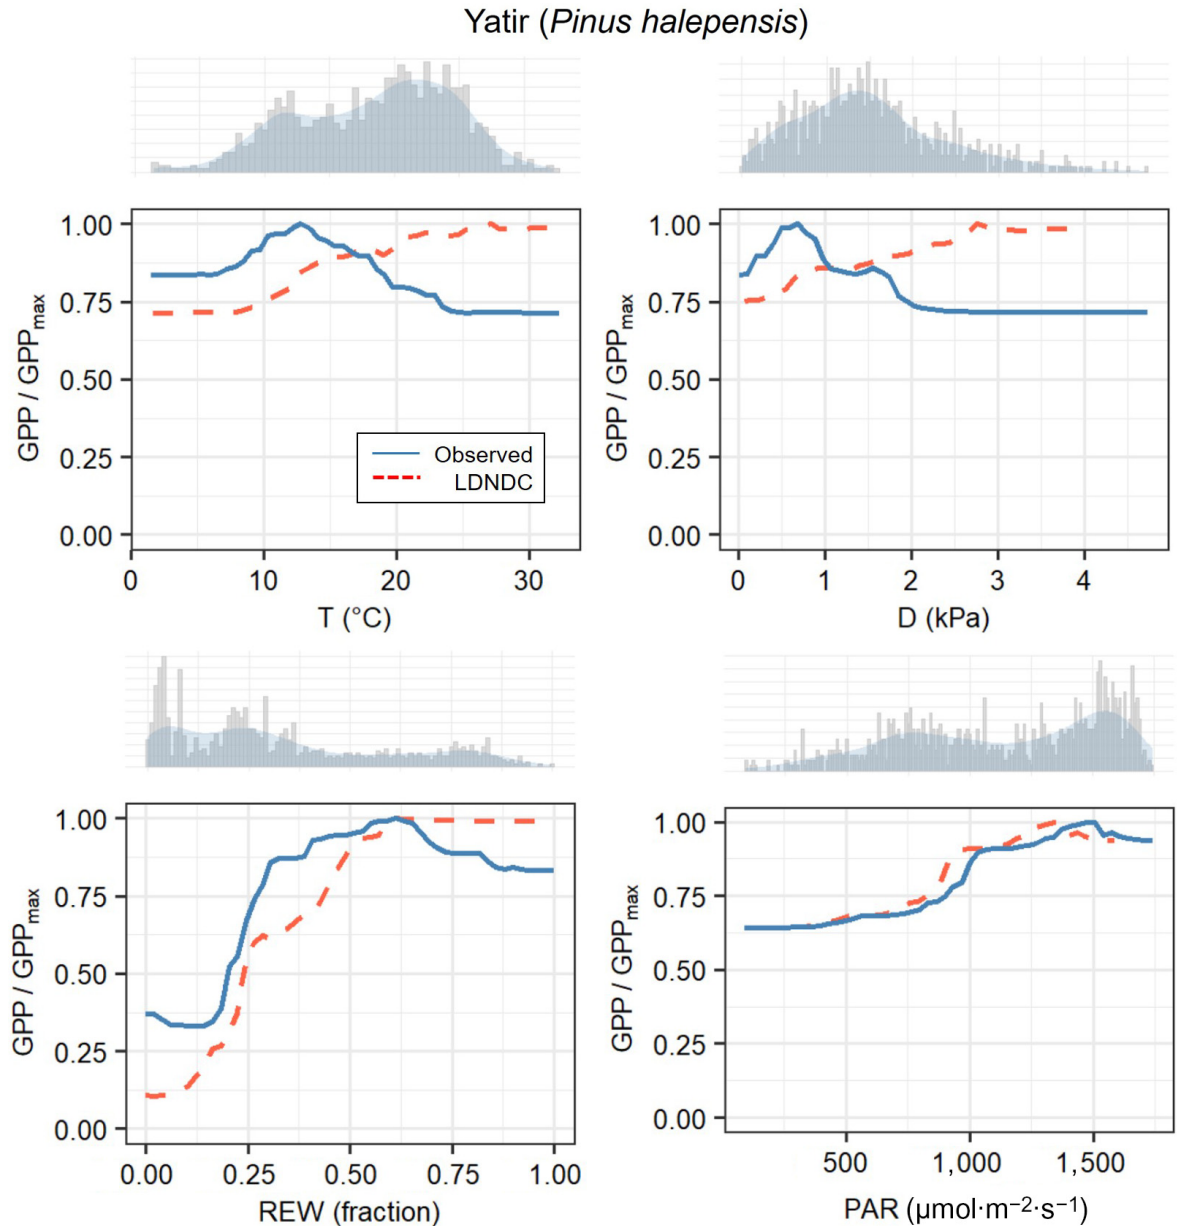 Yatir (Pinus halepensis)
1.00
0.75
0.50
0.25
0.00
GPP / GPPmax
Observed
LDNDC
0 10 20 30
T (°C)
1.00
0.75
0.50
0.25
0.00
GPP / GPPmax
0 1 2 3 4
D (kPa)
1.00
0.75
0.50
0.25
0.00
GPP / GPPmax
0.00 0.25 0.50 0.75 1.00
REW (fraction)
1.00
0.75
0.50
0.25
0.00
GPP / GPPmax
500 1,000 1,500
PAR (µmol·m−2·s−1)